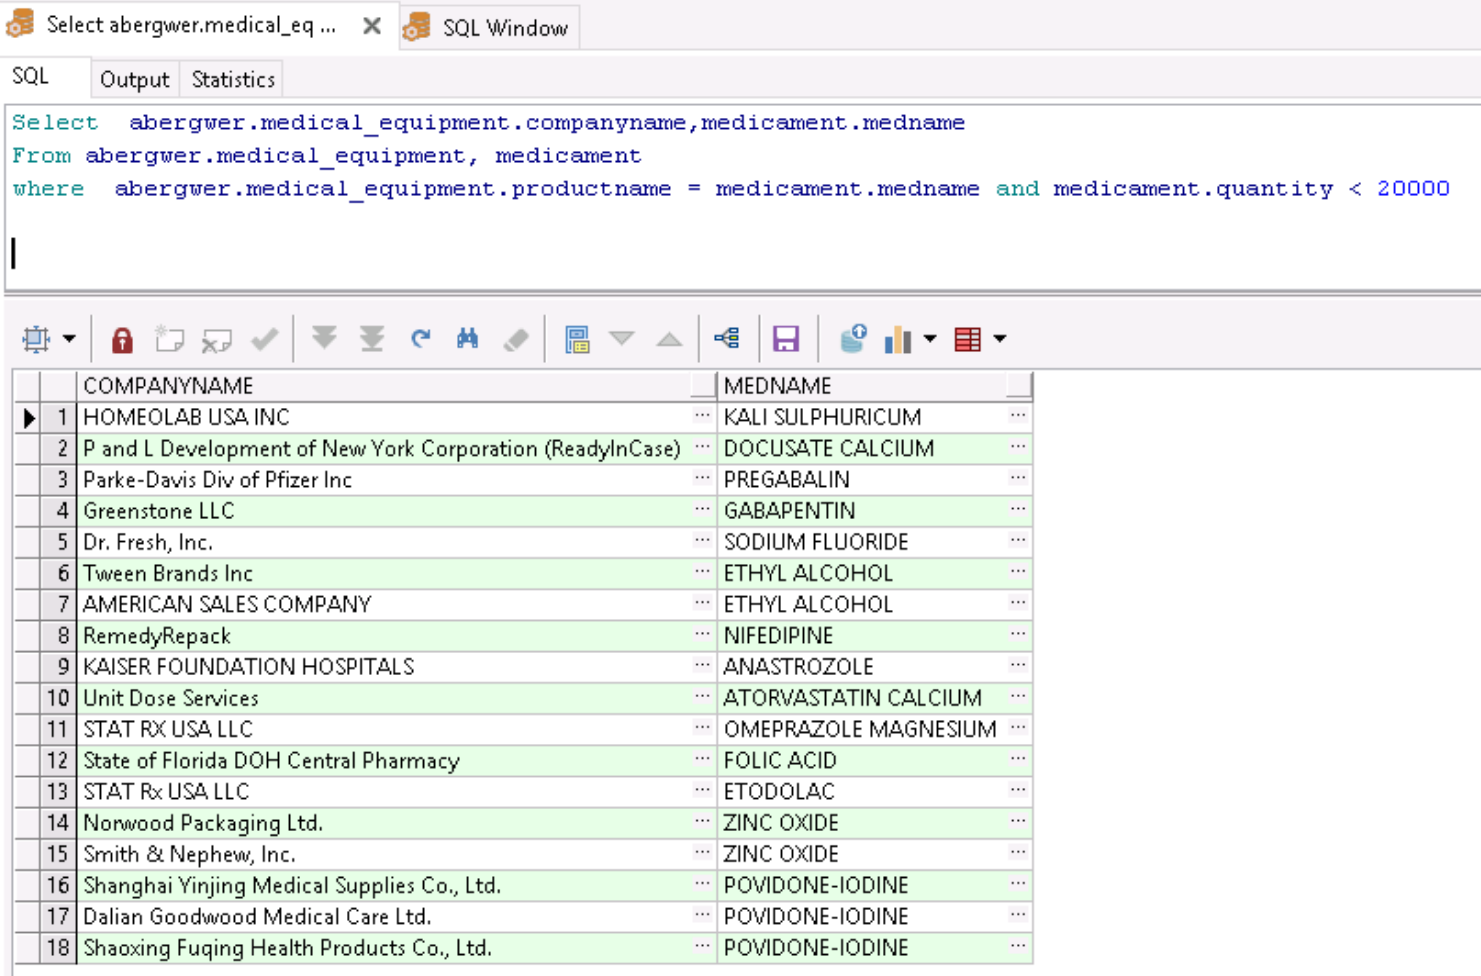 Select abergwer.medical_eq ... SQL Window
SQL Output Statistics
Select abergwer.medical_equipment.companyname,medicament.medname
From abergwer.medical_equipment, medicament
where abergwer.medical_equipment.productname = medicament.medname and medicament.quantity < 20000
COMPANYNAME MEDNAME
1 HOMEOLAB USA INC ... KALI SULPHURICUM ...
2 P and L Development of New York Corporation (ReadyInCase) ... DOCUSATE CALCIUM ...
3 Parke-Davis Div of Pfizer Inc ... PREGABALIN ...
4 Greenstone LLC ... GABAPENTIN ...
5 Dr. Fresh, Inc. ... SODIUM FLUORIDE ...
6 Tween Brands Inc ... ETHYL ALCOHOL ...
7 AMERICAN SALES COMPANY ... ETHYL ALCOHOL ...
8 RemedyRepack ... NIFEDIPINE ...
9 KAISER FOUNDATION HOSPITALS ... ANASTROZOLE ...
10 Unit Dose Services ... ATORVASTATIN CALCIUM ...
11 STAT RX USA LLC ... OMEPRAZOLE MAGNESIUM ...
12 State of Florida DOH Central Pharmacy ... FOLIC ACID ...
13 STAT Rx USA LLC ... ETODOLAC ...
14 Norwood Packaging Ltd. ... ZINC OXIDE ...
15 Smith & Nephew, Inc. ... ZINC OXIDE ...
16 Shanghai Yinjing Medical Supplies Co., Ltd. ... POVIDONE-IODINE ...
17 Dalian Goodwood Medical Care Ltd. ... POVIDONE-IODINE ...
18 Shaoxing Fuqing Health Products Co., Ltd. ... POVIDONE-IODINE ...